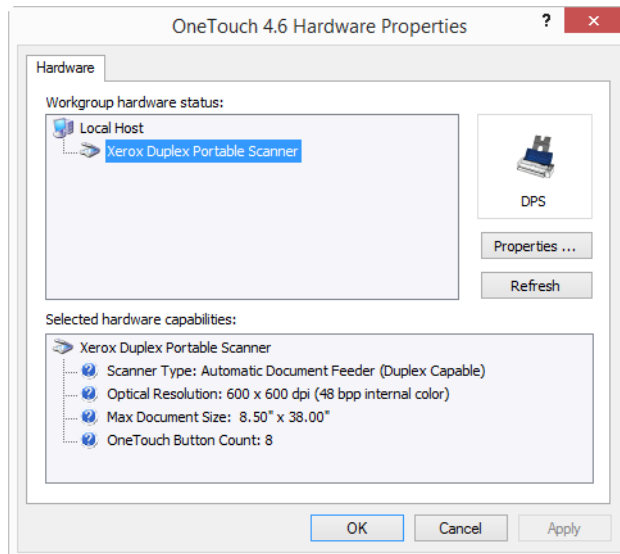 OneTouch 4.6 Hardware Properties
?
×
Hardware
Workgroup hardware status:
Local Host
Xerox Duplex Portable Scanner
DPS
Properties ...
Refresh
Selected hardware capabilities:
Xerox Duplex Portable Scanner
Scanner Type: Automatic Document Feeder (Duplex Capable)
Optical Resolution: 600 x 600 dpi (48 bpp internal color)
Max Document Size: 8.50" x 38.00"
OneTouch Button Count: 8
OK
Cancel
Apply